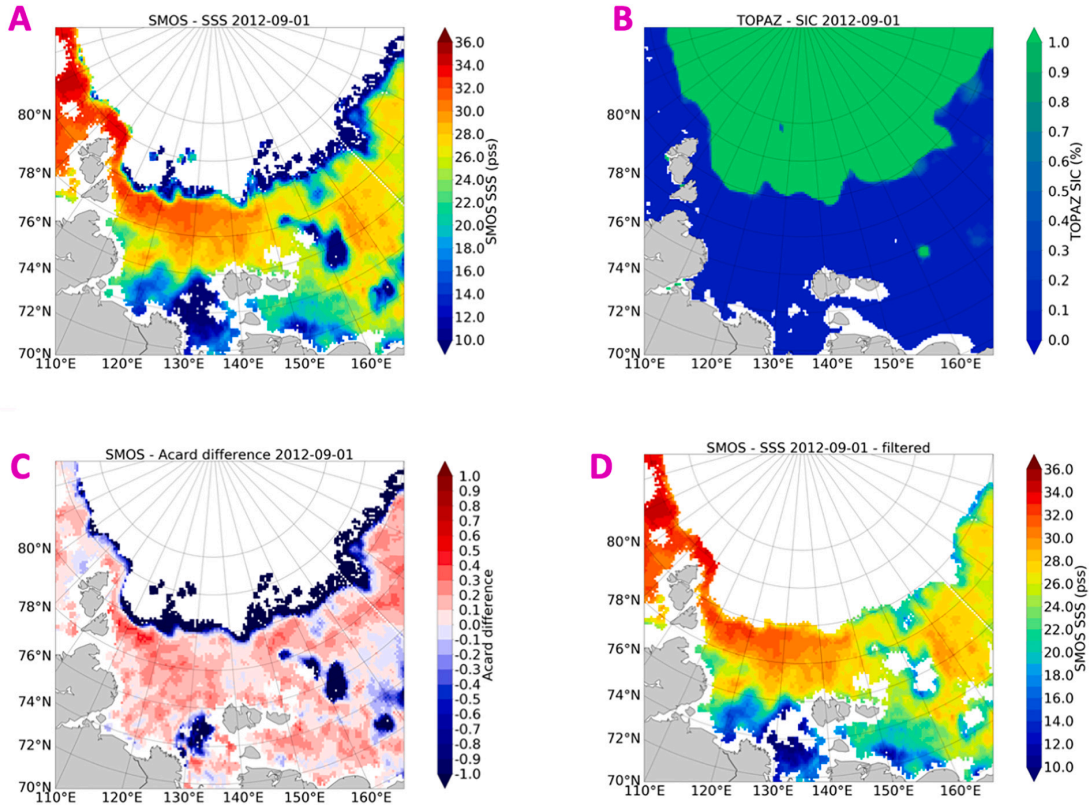 A
SMOS - SSS 2012-09-01
80°N
78°N
76°N
74°N
72°N
70°N
110°E 120°E 130°E 140°E 160°E
36.0
34.0
32.0
30.0
28.0
26.0
24.0
22.0
20.0
18.0
16.0
14.0
12.0
10.0
SMOS SSS (pss)
B
TOPAZ - SIC 2012-09-01
80°N
78°N
76°N
74°N
72°N
70°N
110°E 120°E 130°E 140°E 160°E
1.0
0.9
0.8
0.7
0.6
0.5
0.4
0.3
0.2
0.1
0.0
TOPAZ SIC (%)
C
SMOS - Acard difference 2012-09-01
80°N
78°N
76°N
74°N
72°N
70°N
110°E 120°E 130°E 140°E 160°E
1.0
0.9
0.8
0.7
0.6
0.5
0.4
0.3
0.2
0.1
0.00
-0.0
-0.1
-0.2
-0.3
-0.4
-0.5
-0.6
-0.7
-0.8
-0.9
-1.0
Acard difference
D
SMOS - SSS 2012-09-01 - filtered
80°N
78°N
76°N
74°N
72°N
70°N
110°E 120°E 130°E 140°E 160°E
36.0
34.0
32.0
30.0
28.0
26.0
24.0
22.0
20.0
18.0
16.0
14.0
12.0
10.0
SMOS SSS (pss)